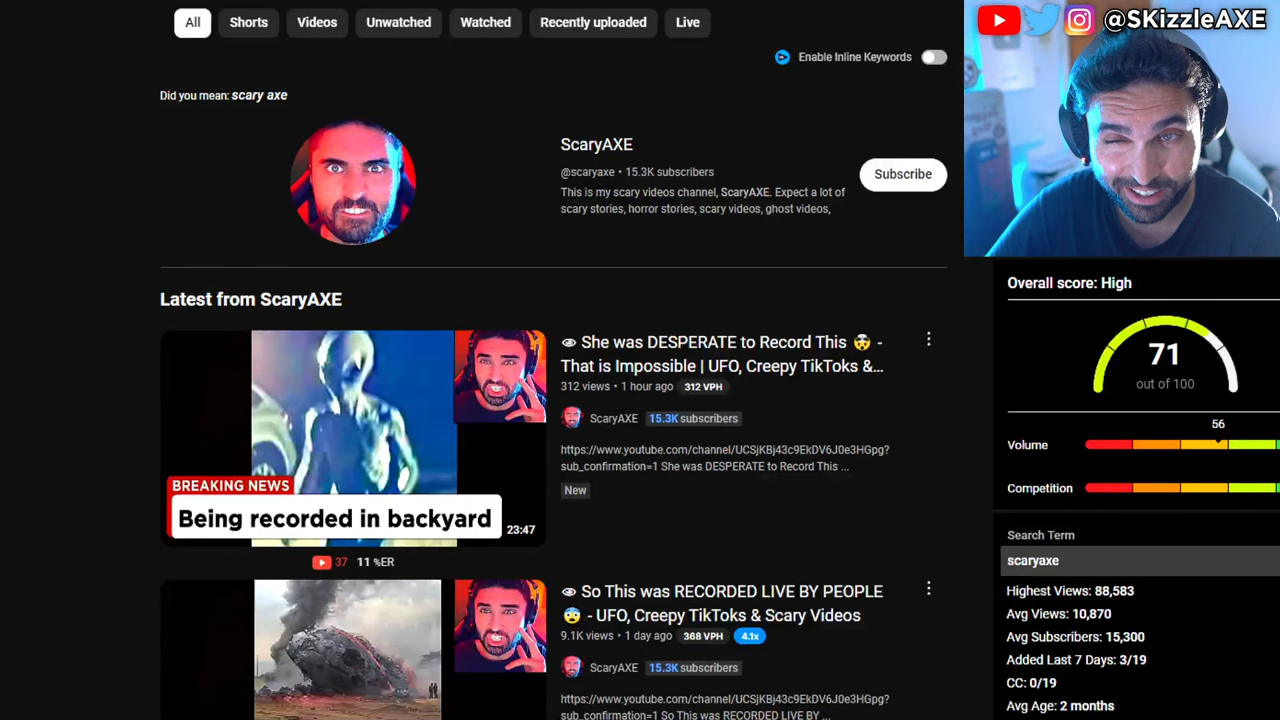 All
Shorts
Videos
Unwatched
Watched
Recently uploaded
Live
@SKizzleAXE
Enable Inline Keywords
Did you mean: scary axe
ScaryAXE
@scaryaxe • 15.3K subscribers
This is my scary videos channel, ScaryAXE. Expect a lot of
scary stories, horror stories, scary videos, ghost videos,
Subscribe
Latest from ScaryAXE
BREAKING NEWS
Being recorded in backyard
23:47
37 11 %ER
She was DESPERATE to Record This 🤯 -
That is Impossible | UFO, Creepy TikToks &...
312 views • 1 hour ago 312 VPH
ScaryAXE 15.3K subscribers
https://www.youtube.com/channel/UCSjKBj43c9EkDV6J0e3HGpg?
sub_confirmation=1 She was DESPERATE to Record This ...
New
So This was RECORDED LIVE BY PEOPLE
😨 - UFO, Creepy TikToks & Scary Videos
9.1K views • 1 day ago 368 VPH 4.1x
ScaryAXE 15.3K subscribers
https://www.youtube.com/channel/UCSjKBj43c9EkDV6J0e3HGpg?
sub_confirmation=1 So This was RECORDED LIVE BY ...
Overall score: High
71
out of 100
56
Volume
Competition
Search Term
scaryaxe
Highest Views: 88,583
Avg Views: 10,870
Avg Subscribers: 15,300
Added Last 7 Days: 3/19
CC: 0/19
Avg Age: 2 months